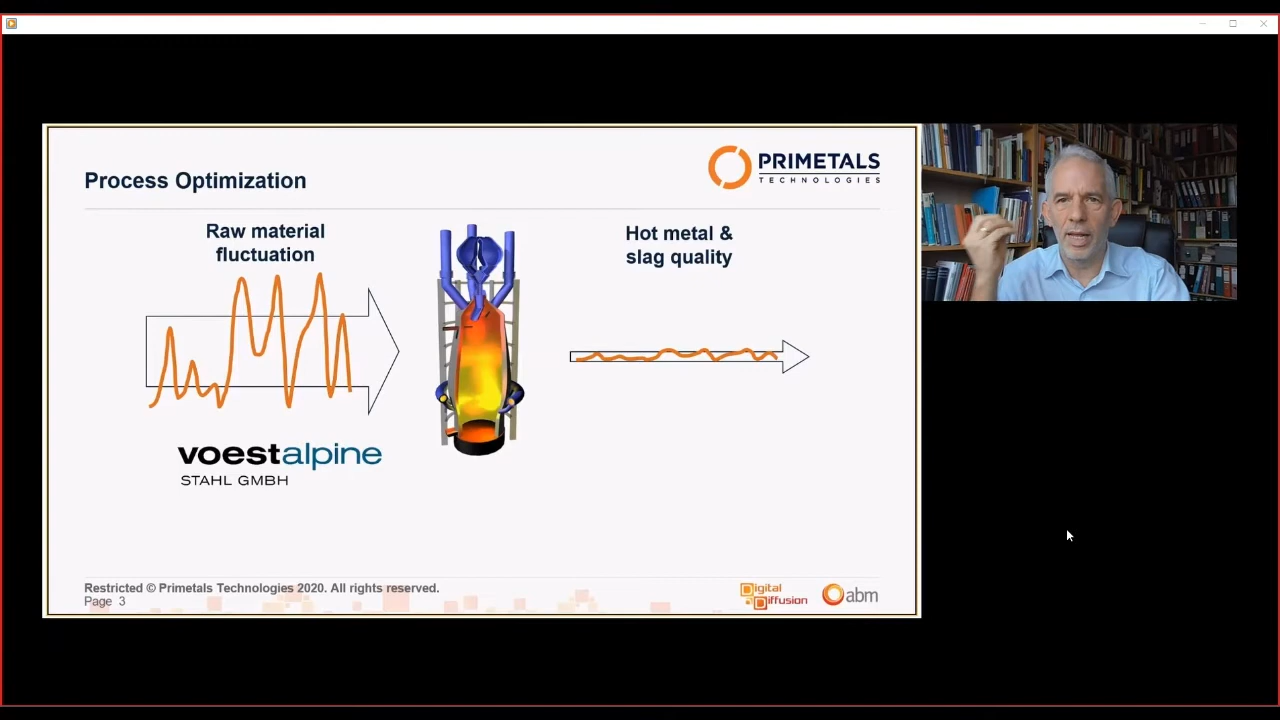 Process Optimization
PRIMETALS
TECHNOLOGIES
Raw material
fluctuation
Hot metal &
slag quality
voestalpine
STAHL GMBH
Restricted © Primetals Technologies 2020. All rights reserved.
Page 3
Digital
Diffusion
abm